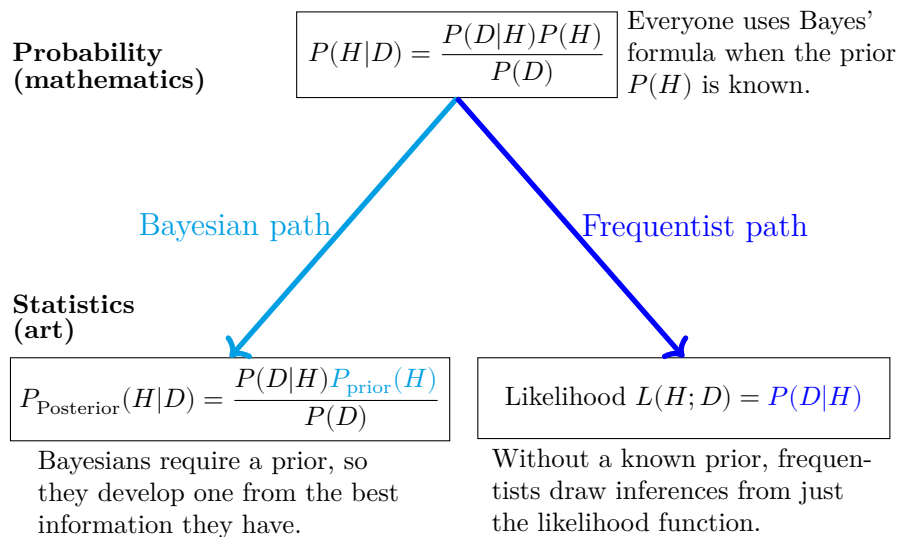 Probability
(mathematics)
P(H|D) = P(D|H)P(H) / P(D)
Everyone uses Bayes’
formula when the prior
P(H) is known.
Bayesian path
Frequentist path
Statistics
(art)
P_Posterior(H|D) = P(D|H)P_prior(H) / P(D)
Likelihood L(H; D) = P(D|H)
Bayesians require a prior, so
they develop one from the best
information they have.
Without a known prior, frequen-
tists draw inferences from just
the likelihood function.